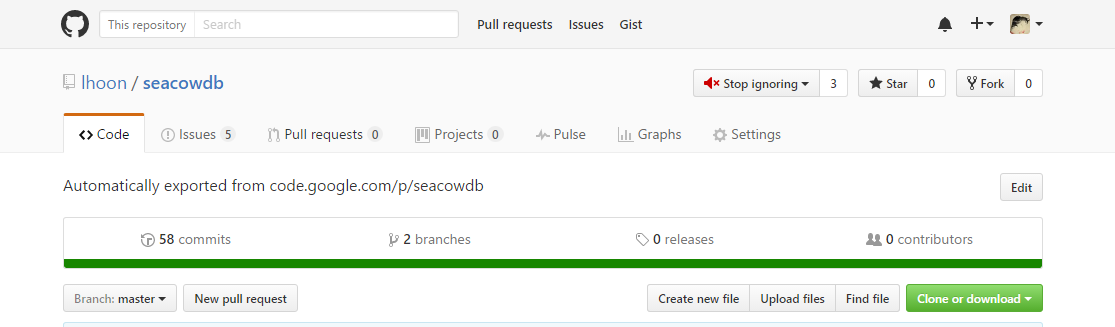 This repository Search Pull requests Issues Gist
lhoon / seacowdb Stop ignoring 3 Star 0 Fork 0
Code Issues 5 Pull requests 0 Projects 0 Pulse Graphs Settings
Automatically exported from code.google.com/p/seacowdb Edit
58 commits 2 branches 0 releases 0 contributors
Branch: master New pull request Create new file Upload files Find file Clone or download